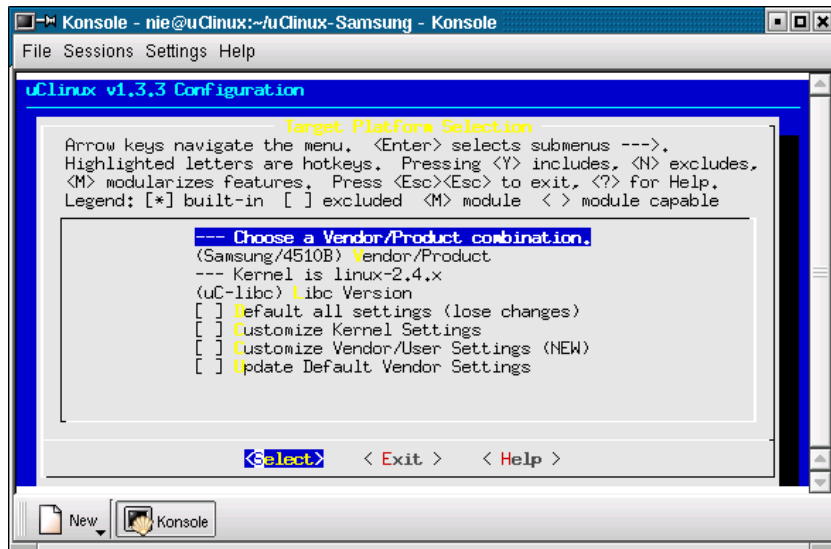 Konsole - nie@uClinux:~/uClinux-Samsung - Konsole
File Sessions Settings Help
uClinux v1.3.3 Configuration
Target Platform Selection
Arrow keys navigate the menu. <Enter> selects submenus --->.
Highlighted letters are hotkeys. Pressing <Y> includes, <N> excludes,
<M> modularizes features. Press <Esc><Esc> to exit, <?> for Help.
Legend: [*] built-in [ ] excluded <M> module < > module capable
--- Choose a Vendor/Product combination.
(Samsung/4510B) Vendor/Product
--- Kernel is linux-2.4.x
(uC-libc) Libc Version
[ ] Default all settings (lose changes)
[ ] Customize Kernel Settings
[ ] Customize Vendor/User Settings (NEW)
[ ] Update Default Vendor Settings
<Select> < Exit > < Help >
New Konsole